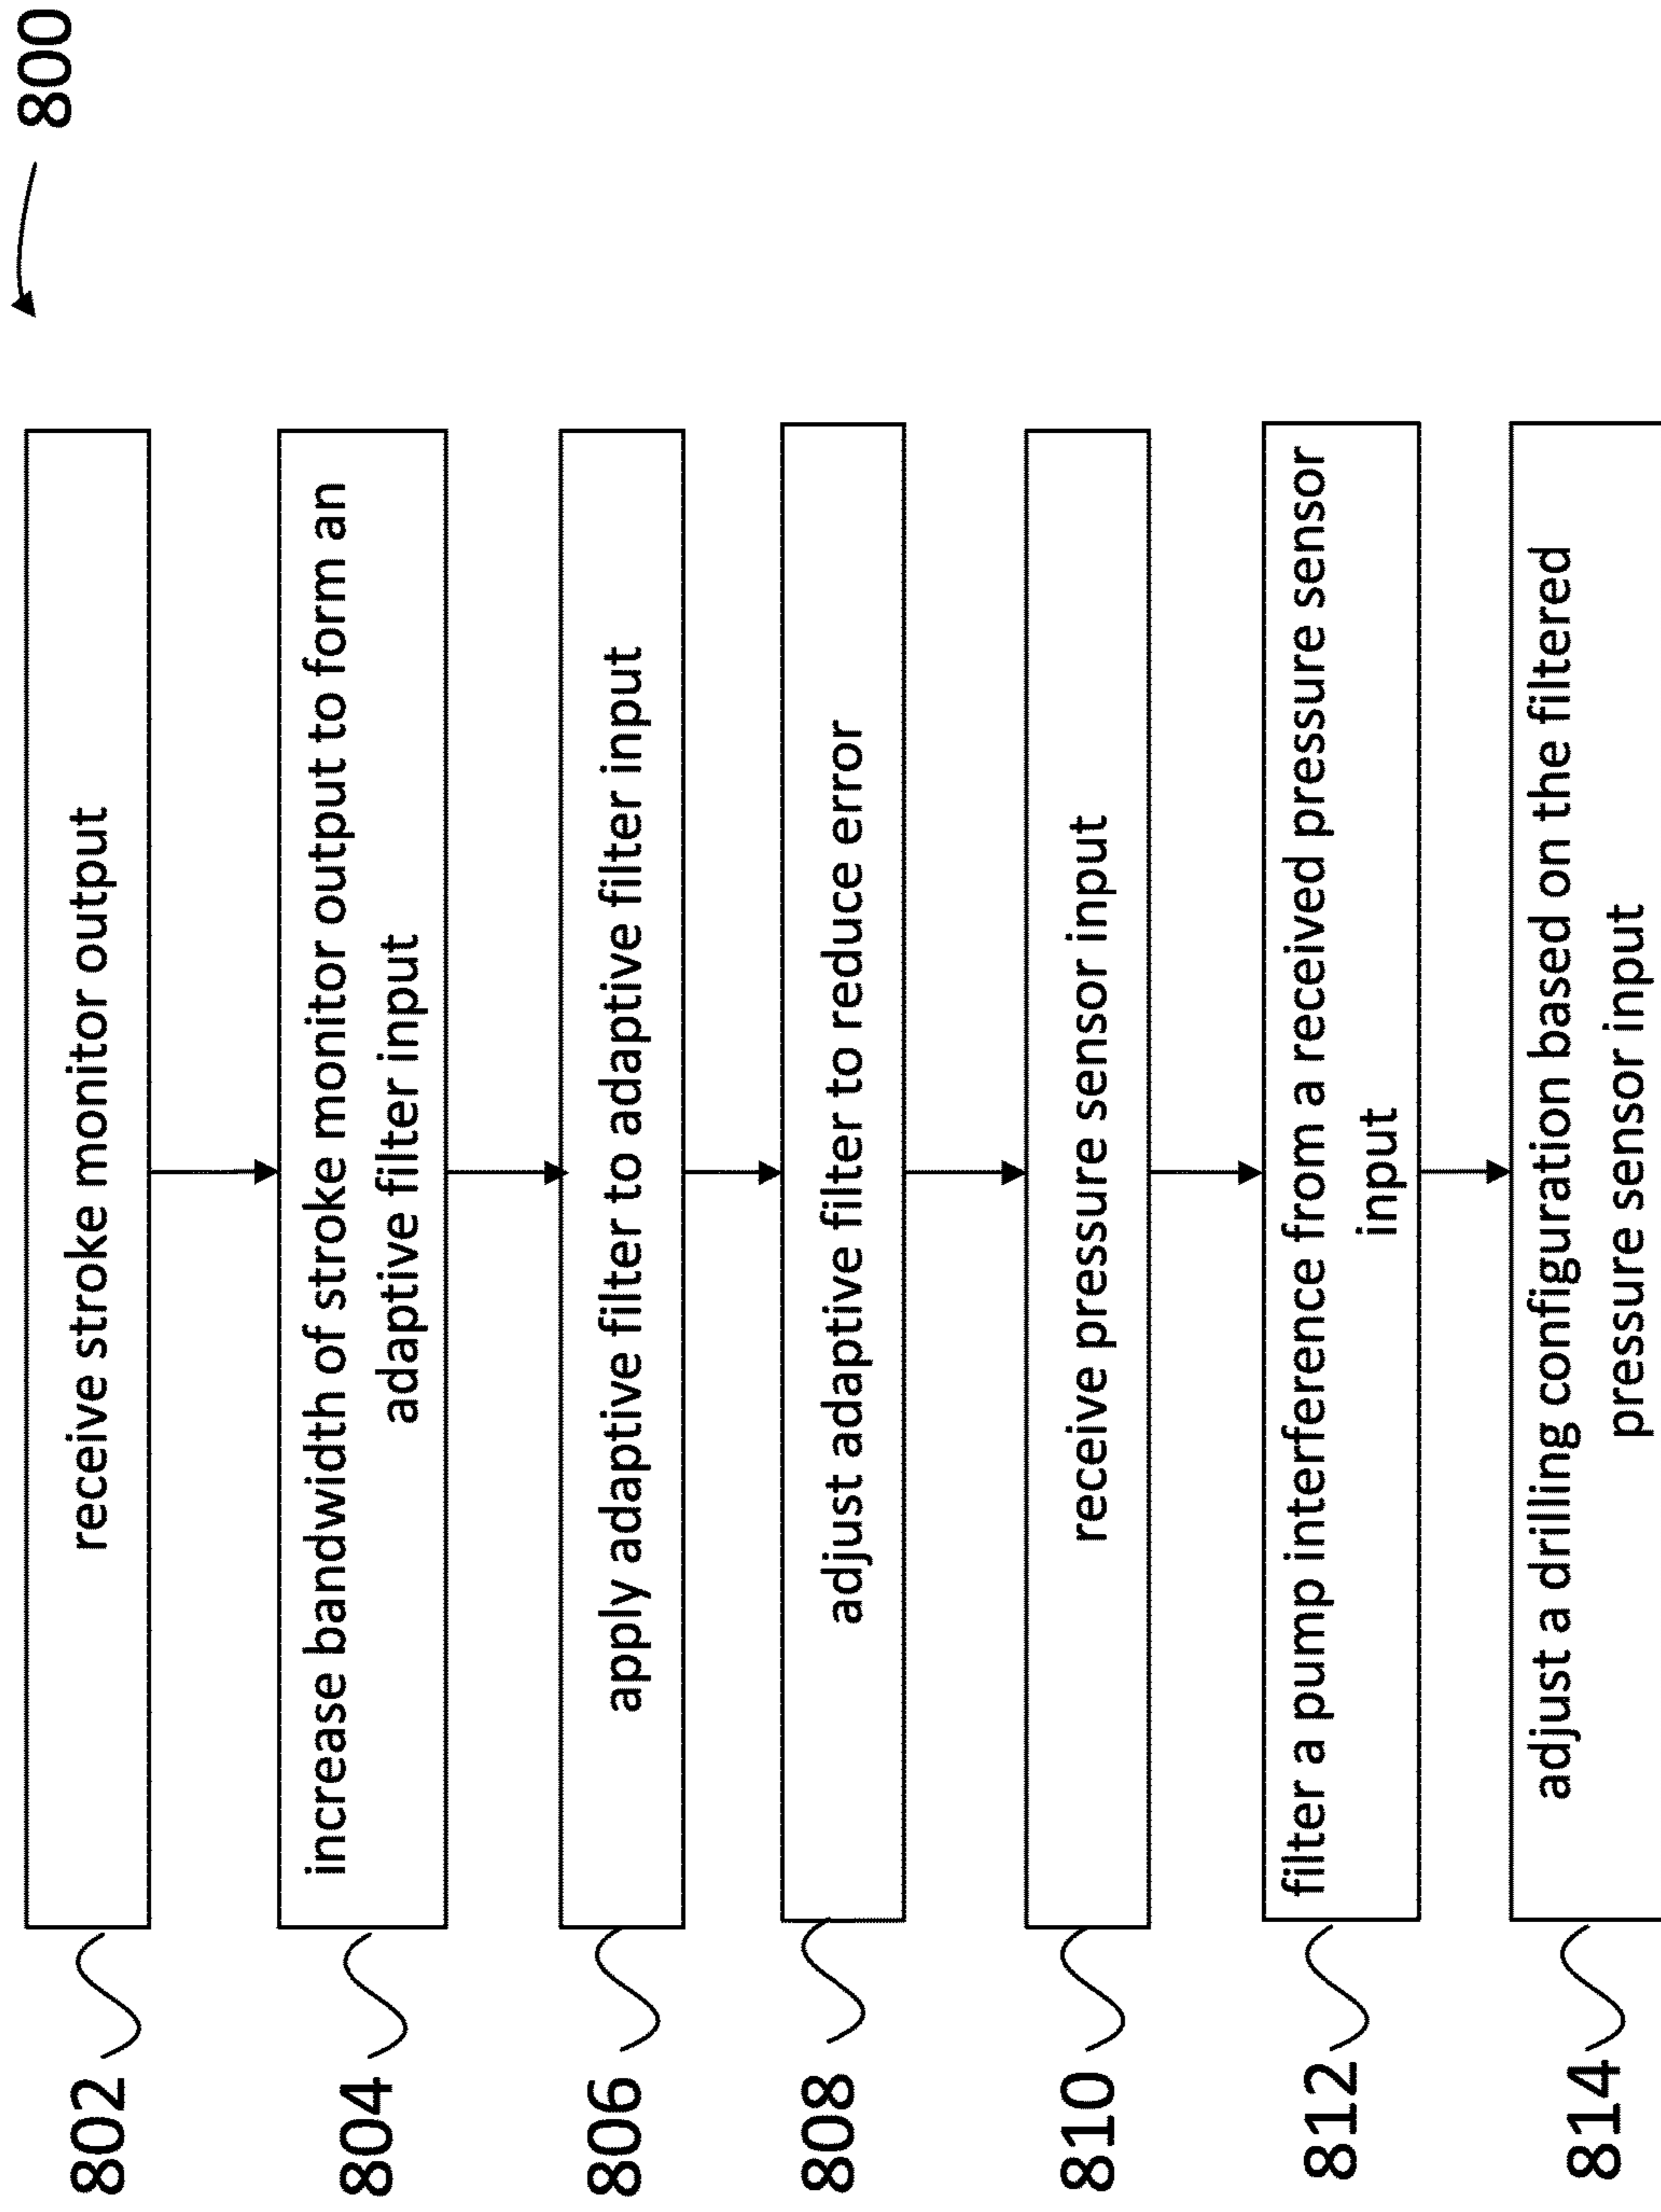 800
802
receive stroke monitor output
804
increase bandwidth of stroke monitor output to form an
adaptive filter input
806
apply adaptive filter to adaptive filter input
808
adjust adaptive filter to reduce error
810
receive pressure sensor input
812
filter a pump interference from a received pressure sensor
input
814
adjust a drilling configuration based on the filtered
pressure sensor input